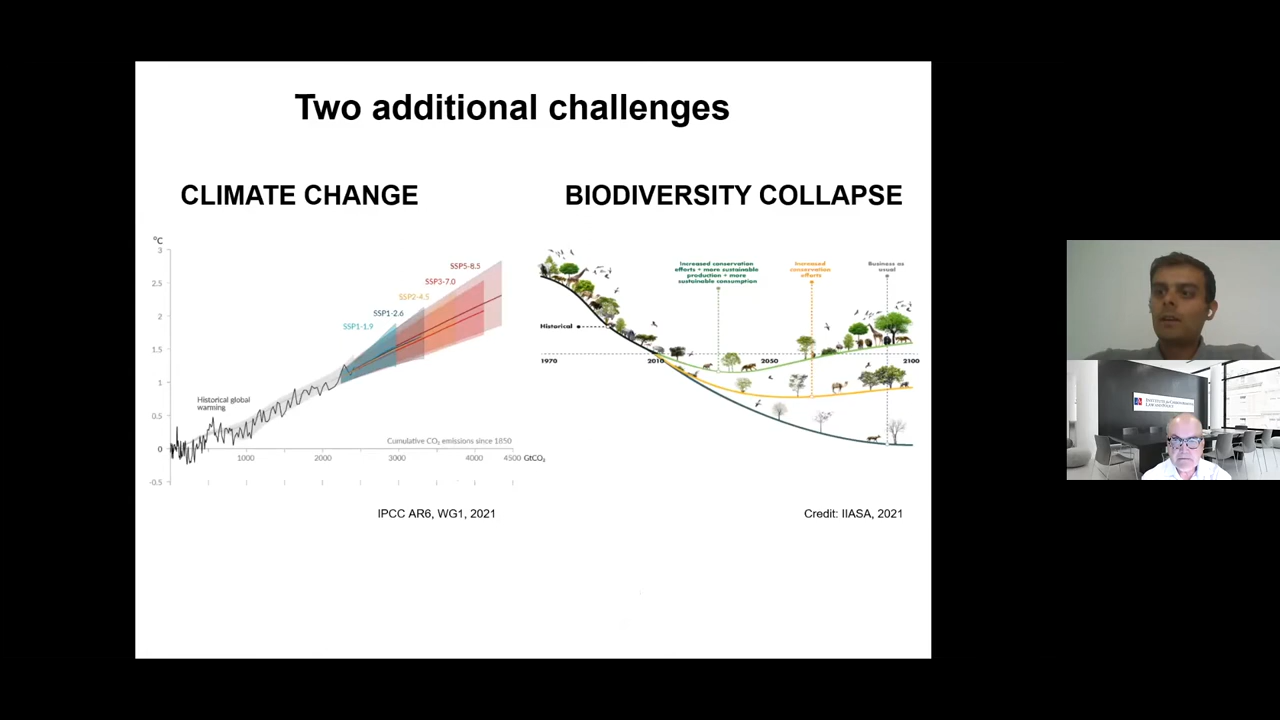 Two additional challenges
CLIMATE CHANGE
°C
3
2.5
2
1.5
1
0.5
0
-0.5
SSP5-8.5
SSP3-7.0
SSP2-4.5
SSP1-2.6
SSP1-1.9
Historical global
warming
Cumulative CO₂ emissions since 1850
1000
2000
3000
4000
4500 GtCO₂
IPCC AR6, WG1, 2021
BIODIVERSITY COLLAPSE
Increased conservation
efforts + more sustainable
production + more
sustainable consumption
Increased
conservation
efforts
Business as
usual
Historical
1970
2010
2050
2100
Credit: IIASA, 2021